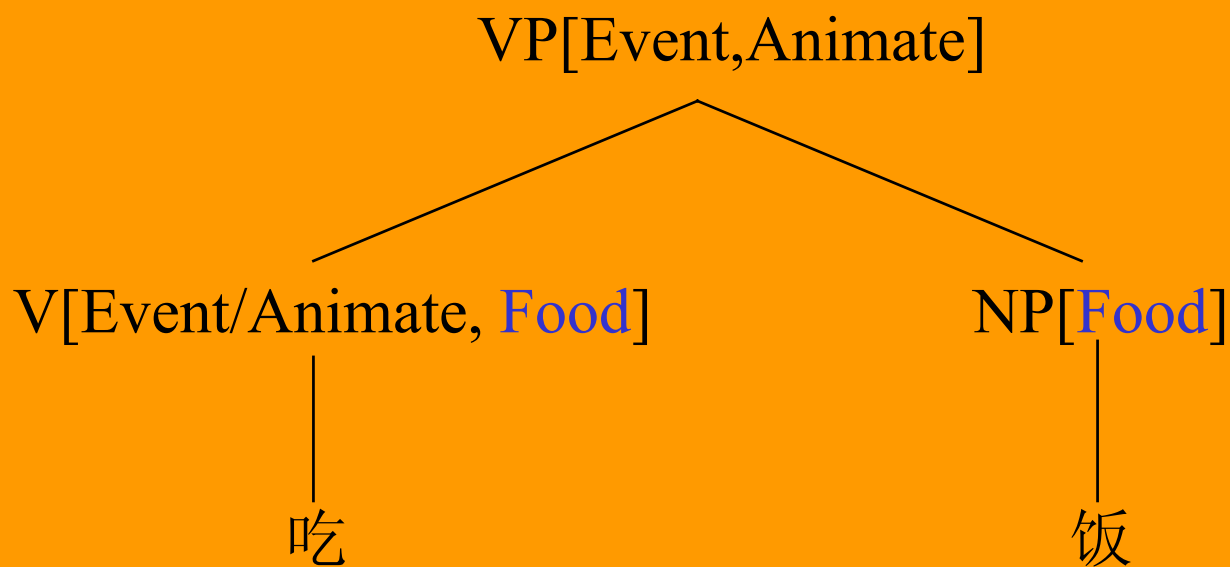 VP[Event,Animate]
V[Event/Animate, Food] NP[Food]
吃 饭